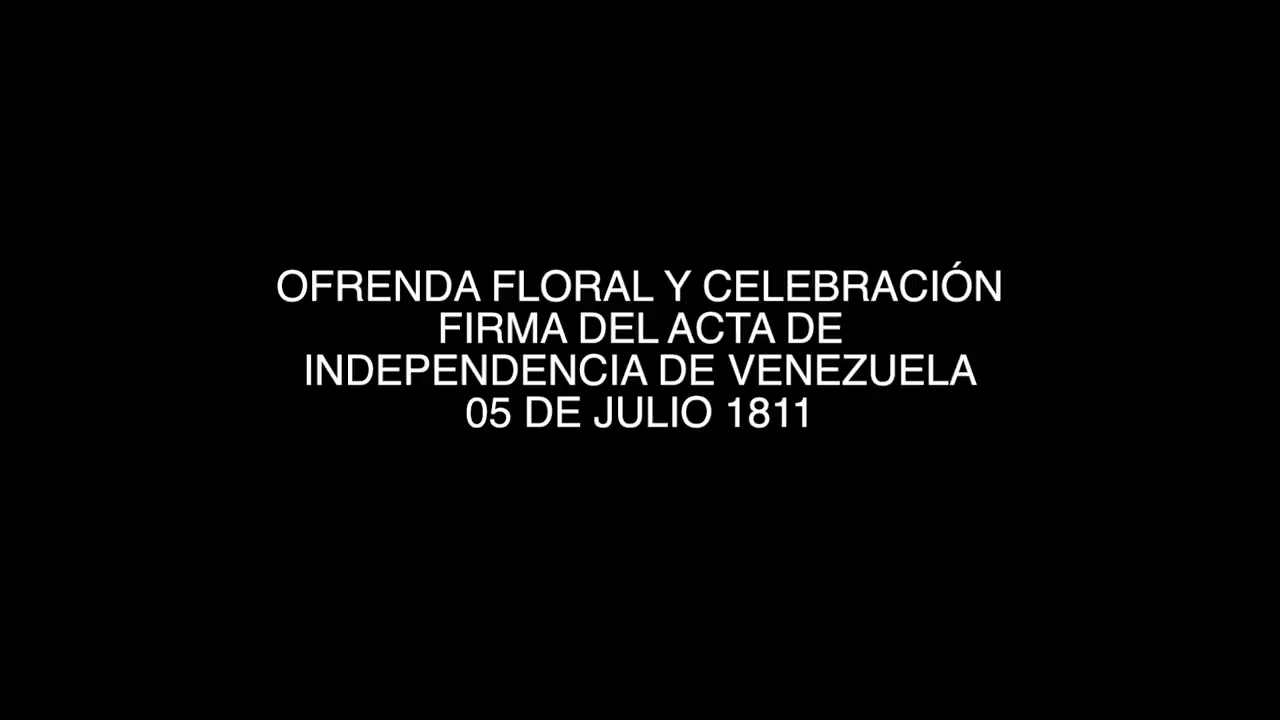 OFRENDA FLORAL Y CELEBRACIÓN
FIRMA DEL ACTA DE
INDEPENDENCIA DE VENEZUELA
05 DE JULIO 1811